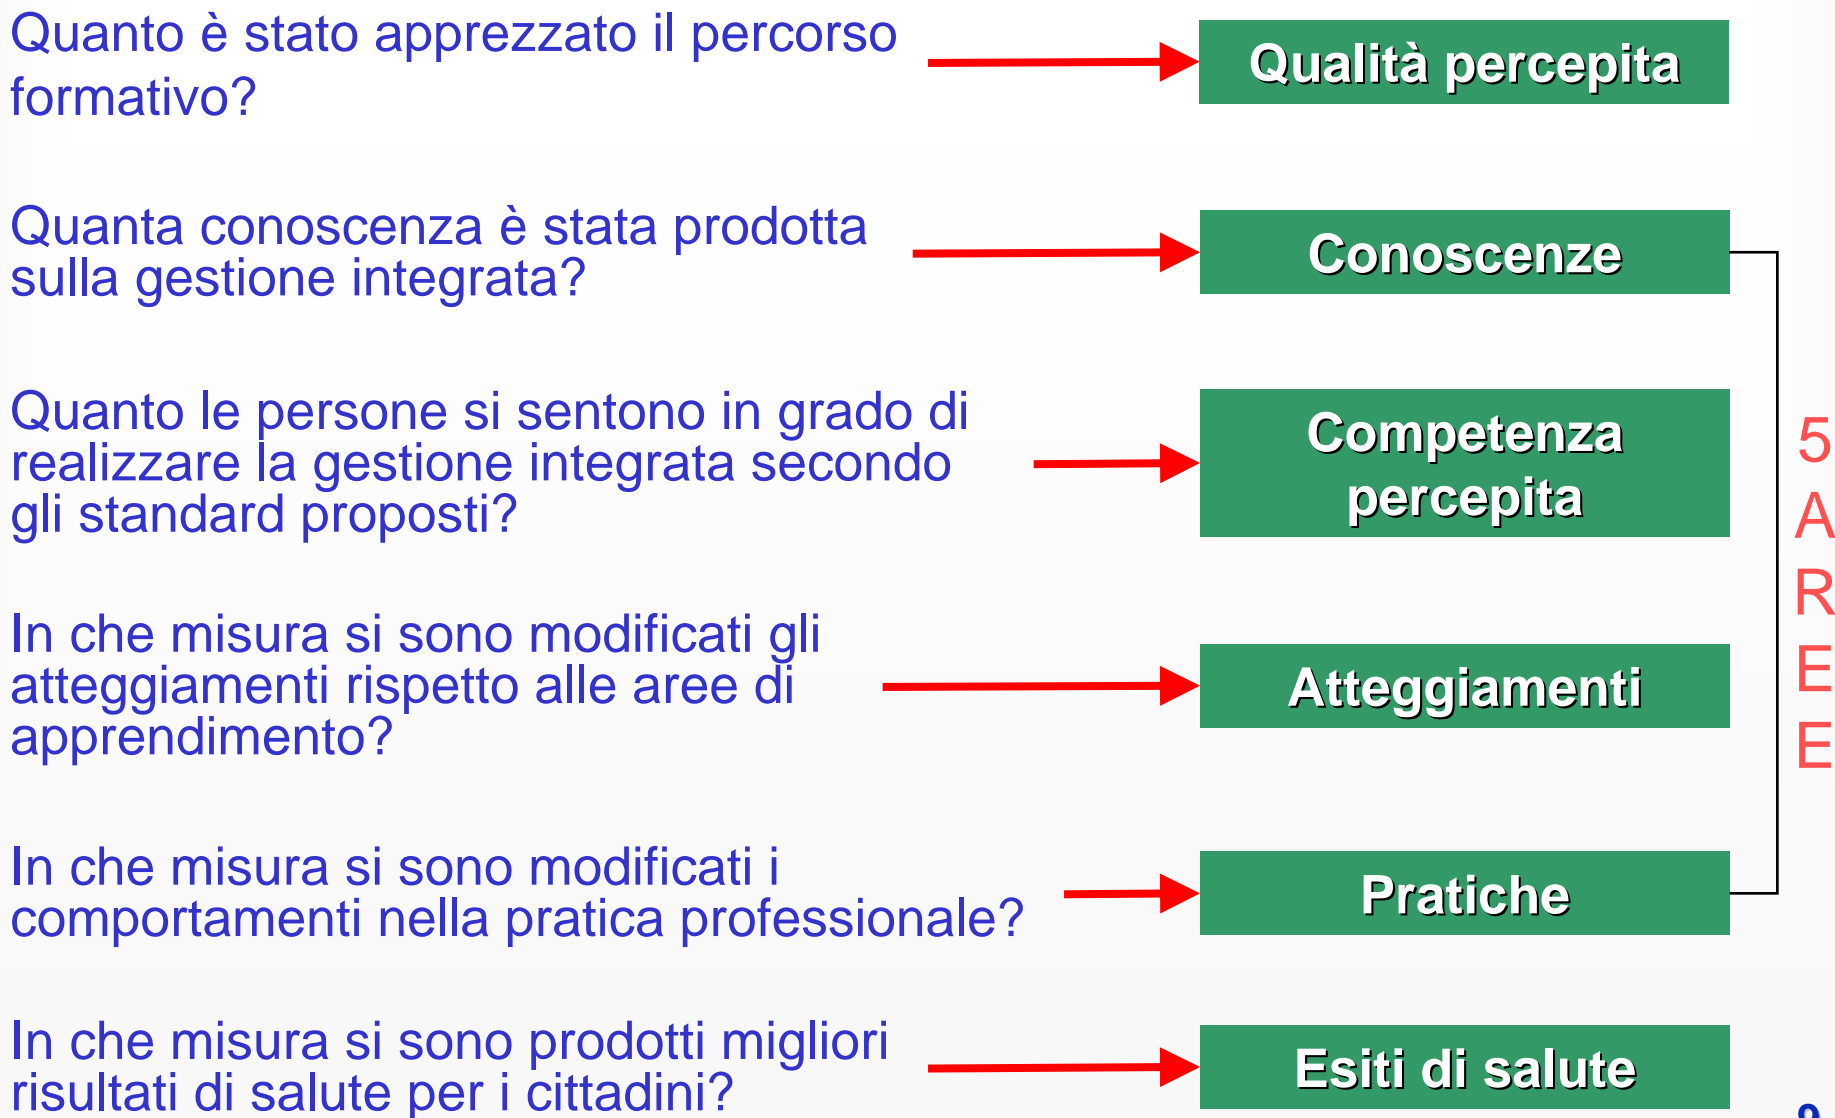 Quanto è stato apprezzato il percorso
formativo?
Qualità percepita
Quanta conoscenza è stata prodotta
sulla gestione integrata?
Conoscenze
Quanto le persone si sentono in grado di
realizzare la gestione integrata secondo
gli standard proposti?
Competenza
percepita
In che misura si sono modificati gli
atteggiamenti rispetto alle aree di
apprendimento?
Atteggiamenti
In che misura si sono modificati i
comportamenti nella pratica professionale?
Pratiche
In che misura si sono prodotti migliori
risultati di salute per i cittadini?
Esiti di salute
5
A
R
E
E